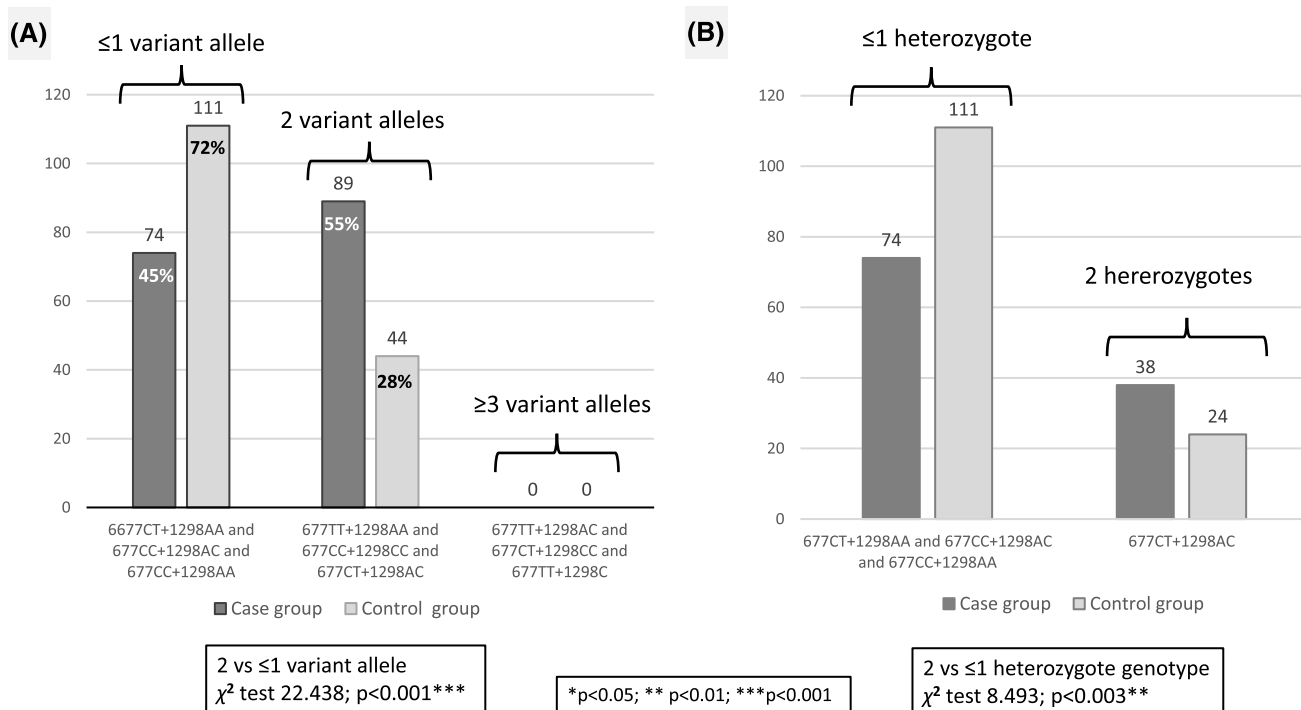 (A)
≤1 variant allele
2 variant alleles
≥3 variant alleles
120
100
80
60
40
20
0
74
45%
111
72%
89
55%
44
28%
0
0
6677CT+1298AA and
677CC+1298AC and
677CC+1298AA
677TT+1298AA and
677CC+1298CC and
677CT+1298AC
677TT+1298AC and
677CT+1298CC and
677TT+1298C
Case group
Control group
2 vs ≤1 variant allele
χ² test 22.438; p<0.001***
*p<0.05; ** p<0.01; ***p<0.001
(B)
≤1 heterozygote
2 hererozygotes
120
100
80
60
40
20
0
74
111
38
24
677CT+1298AA and 677CC+1298AC
and 677CC+1298AA
677CT+1298AC
Case group
Control group
2 vs ≤1 heterozygote genotype
χ² test 8.493; p<0.003**